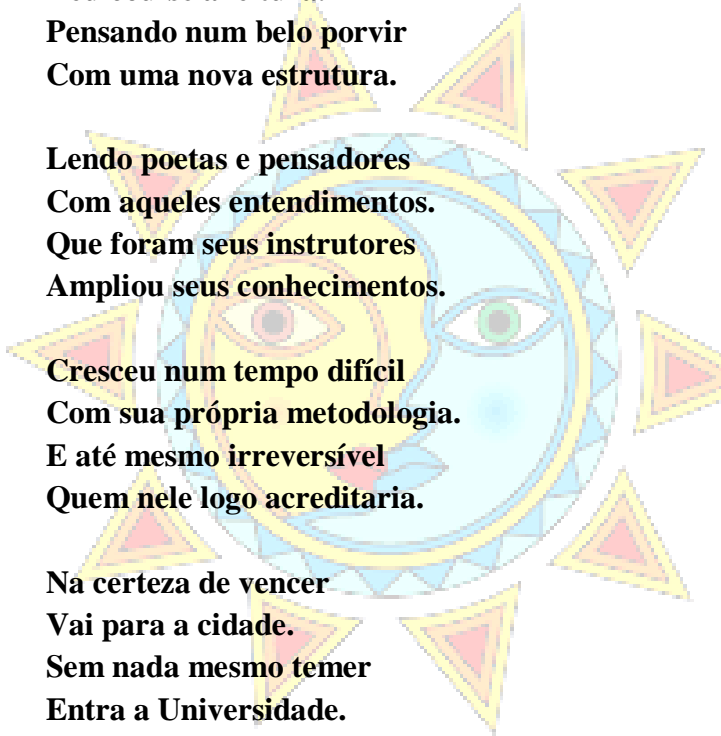 Pensando num belo porvir
Com uma nova estrutura.
Lendo poetas e pensadores
Com aqueles entendimentos.
Que foram seus instrutores
Ampliou seus conhecimentos.
Cresceu num tempo difícil
Com sua própria metodologia.
E até mesmo irreversível
Quem nele logo acreditaria.
Na certeza de vencer
Vai para a cidade.
Sem nada mesmo temer
Entra a Universidade.